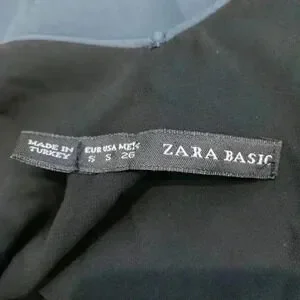 MADE IN
TURKEY
EUR USA MEX
S S 26
ZARA BASIC